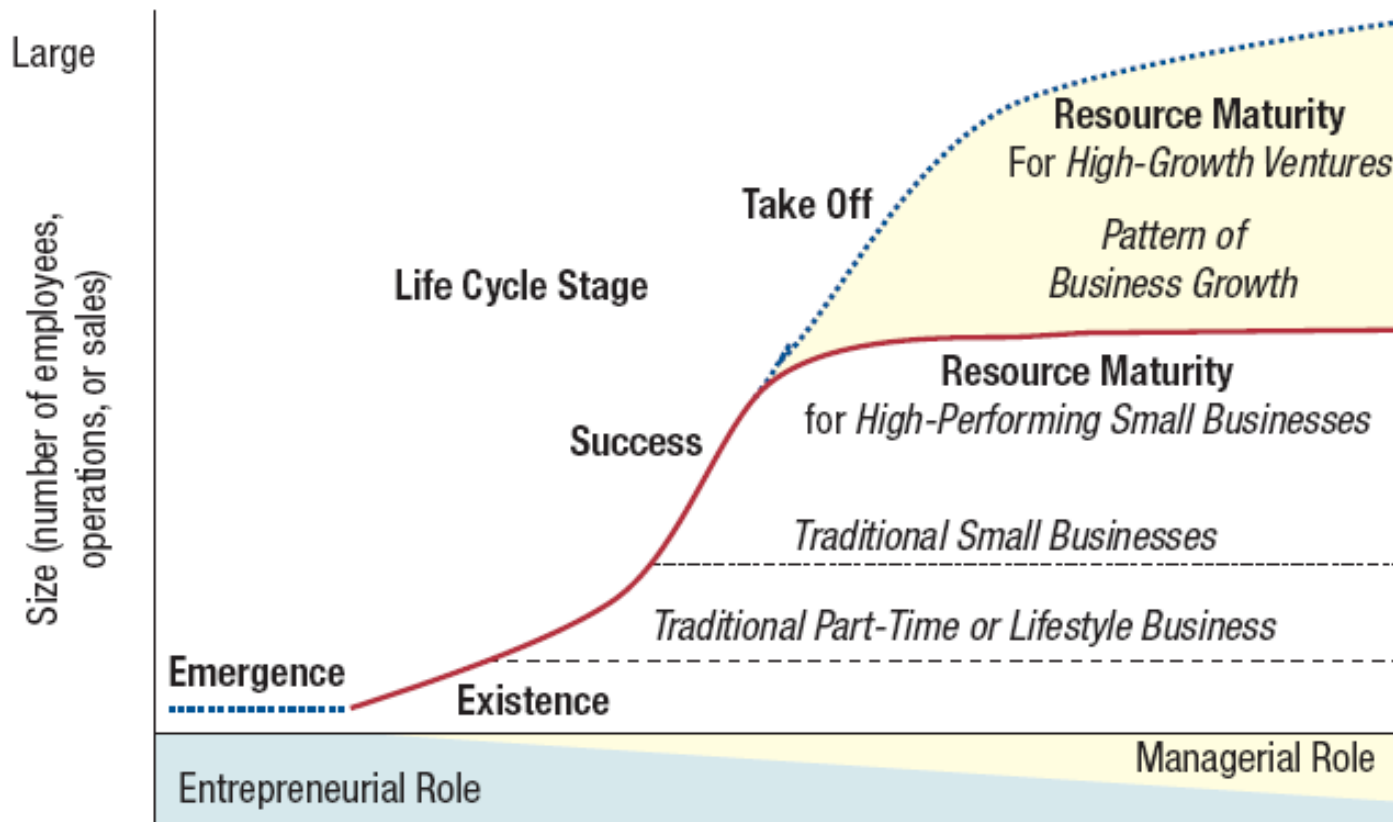 Large
Size (number of employees,
operations, or sales)
Resource Maturity
For High-Growth Ventures
Take Off
Pattern of
Business Growth
Life Cycle Stage
Resource Maturity
for High-Performing Small Businesses
Success
Traditional Small Businesses
Traditional Part-Time or Lifestyle Business
Emergence
Existence
Managerial Role
Entrepreneurial Role